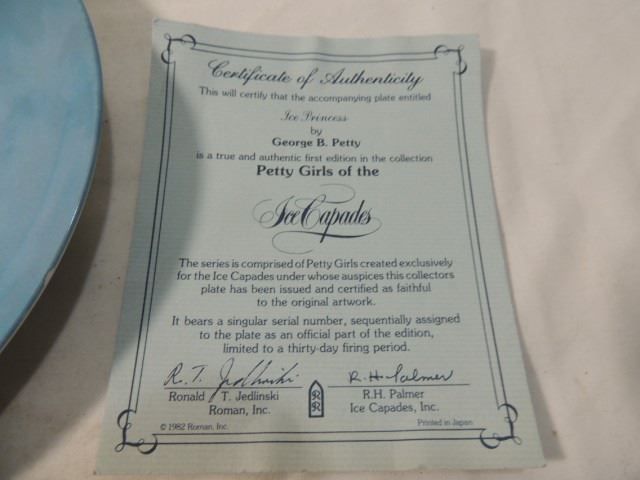 Certificate of Authenticity
This will certify that the accompanying plate entitled
Ice Princess
by
George B. Petty
is a true and authentic first edition in the collection
Petty Girls of the
Ice Capades
The series is comprised of Petty Girls created exclusively
for the Ice Capades under whose auspices this collectors
plate has been issued and certified as faithful
to the original artwork.
It bears a singular serial number, sequentially assigned
to the plate as an official part of the edition,
limited to a thirty-day firing period.
R. T. Jedlinski R. H. Palmer
Ronald T. Jedlinski R.H. Palmer
Roman, Inc. Ice Capades, Inc.
© 1982 Roman, Inc. Printed in Japan